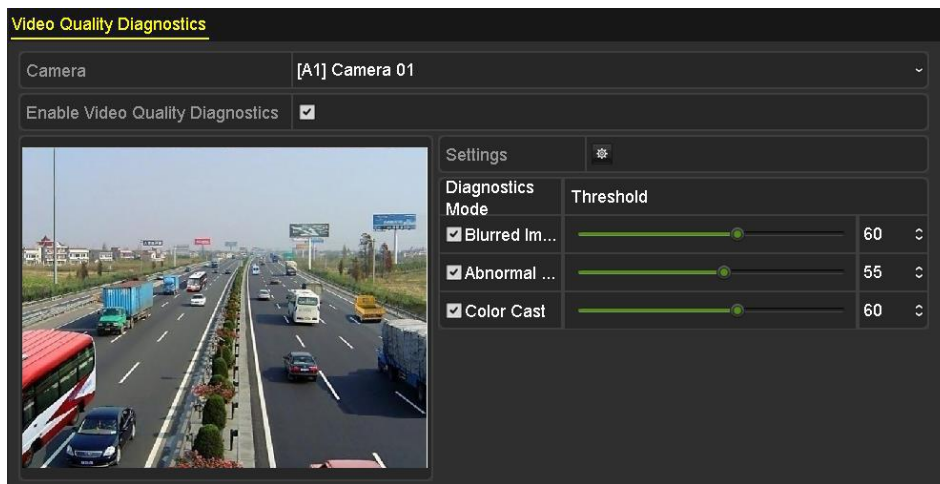 Video Quality Diagnostics
Camera
[A1] Camera 01
Enable Video Quality Diagnostics
Settings
Diagnostics
Mode
Threshold
Blurred Im...
60
Abnormal ...
55
Color Cast
60